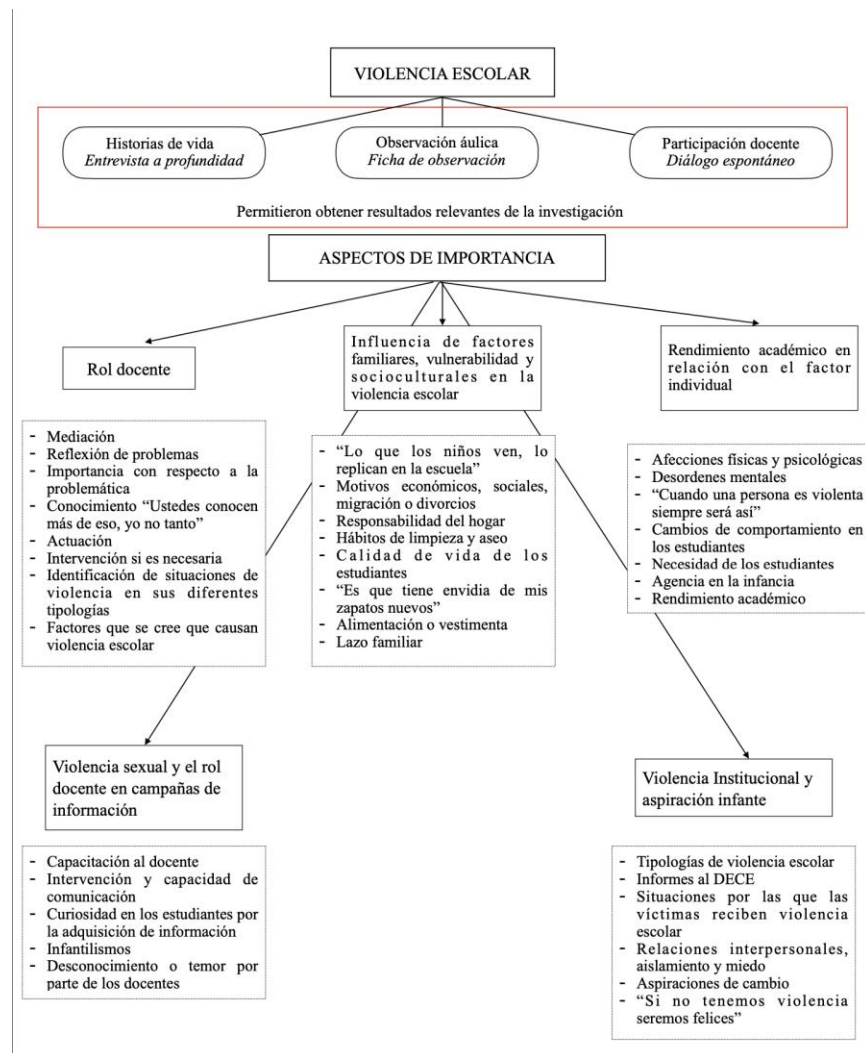 VIOLENCIA ESCOLAR
Historias de vida
Entrevista a profundidad
Observación áulica
Ficha de observación
Participación docente
Diálogo espontáneo
Permitieron obtener resultados relevantes de la investigación
ASPECTOS DE IMPORTANCIA
Rol docente
- Mediación
- Reflexión de problemas
- Importancia con respecto a la
problemática
- Conocimiento “Ustedes conocen
más de eso, yo no tanto”
- Actuación
- Intervención si es necesaria
- Identificación de situaciones de
violencia en sus diferentes
tipologías
- Factores que se cree que causan
violencia escolar
Influencia de factores
familiares, vulnerabilidad y
socioculturales en la
violencia escolar
- “Lo que los niños ven, lo
replican en la escuela”
- Motivos económicos, sociales,
migración o divorcios
- Responsabilidad del hogar
- Hábitos de limpieza y aseo
- Calidad de vida de los
estudiantes
- “Es que tiene envidia de mis
zapatos nuevos”
- Alimentación o vestimenta
- Lazo familiar
Rendimiento académico en
relación con el factor
individual
- Afecciones físicas y psicológicas
- Desordenes mentales
- “Cuando una persona es violenta
siempre será así”
- Cambios de comportamiento en
los estudiantes
- Necesidad de los estudiantes
- Agencia en la infancia
- Rendimiento académico
Violencia sexual y el rol
docente en campañas de
información
- Capacitación al docente
- Intervención y capacidad de
comunicación
- Curiosidad en los estudiantes por
la adquisición de información
- Infantilismos
- Desconocimiento o temor por
parte de los docentes
Violencia Institucional y
aspiración infante
- Tipologías de violencia escolar
- Informes al DECE
- Situaciones por las que las
víctimas reciben violencia
escolar
- Relaciones interpersonales,
aislamiento y miedo
- Aspiraciones de cambio
- “Si no tenemos violencia
seremos felices”